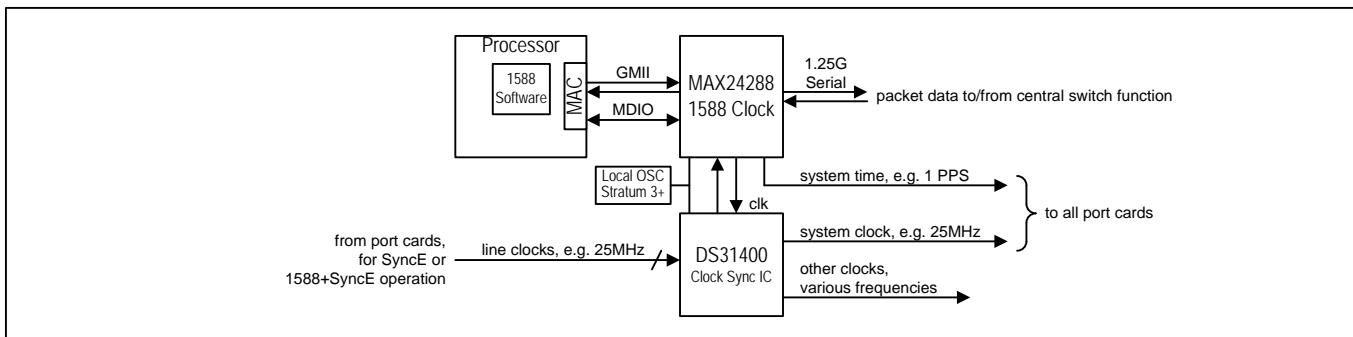 Processor
1588
Software
MAC
GMII
MDIO
MAX24288
1588 Clock
1.25G
Serial
packet data to/from central switch function
Local OSC
Stratum 3+
clk
system time, e.g. 1 PPS
to all port cards
from port cards,
for SyncE or
1588+SyncE operation
line clocks, e.g. 25MHz
DS31400
Clock Sync IC
system clock, e.g. 25MHz
other clocks,
various frequencies